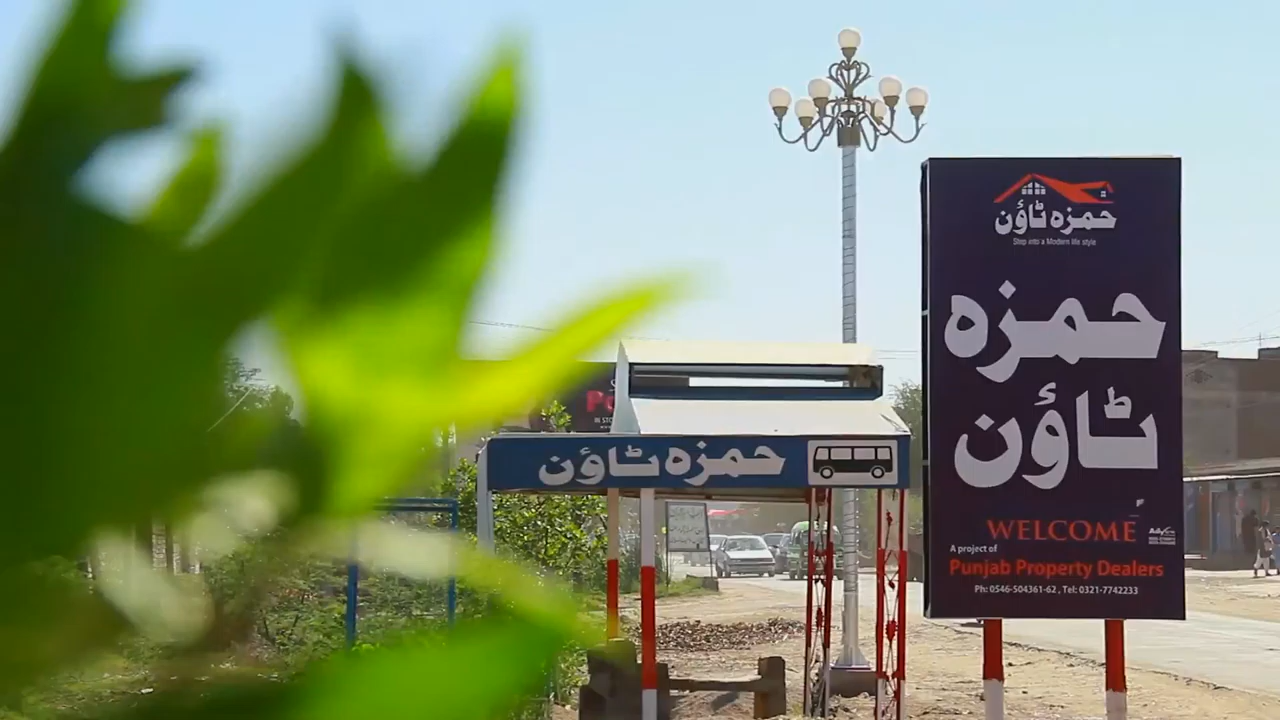 حمزہ ٹاؤن
Step into a Modern life style
حمزہ
ٹاؤن
WELCOME
A project of
Punjab Property Dealers
Ph: 0546-504361-62 , Tel: 0321-7742233
حمزہ ٹاؤن